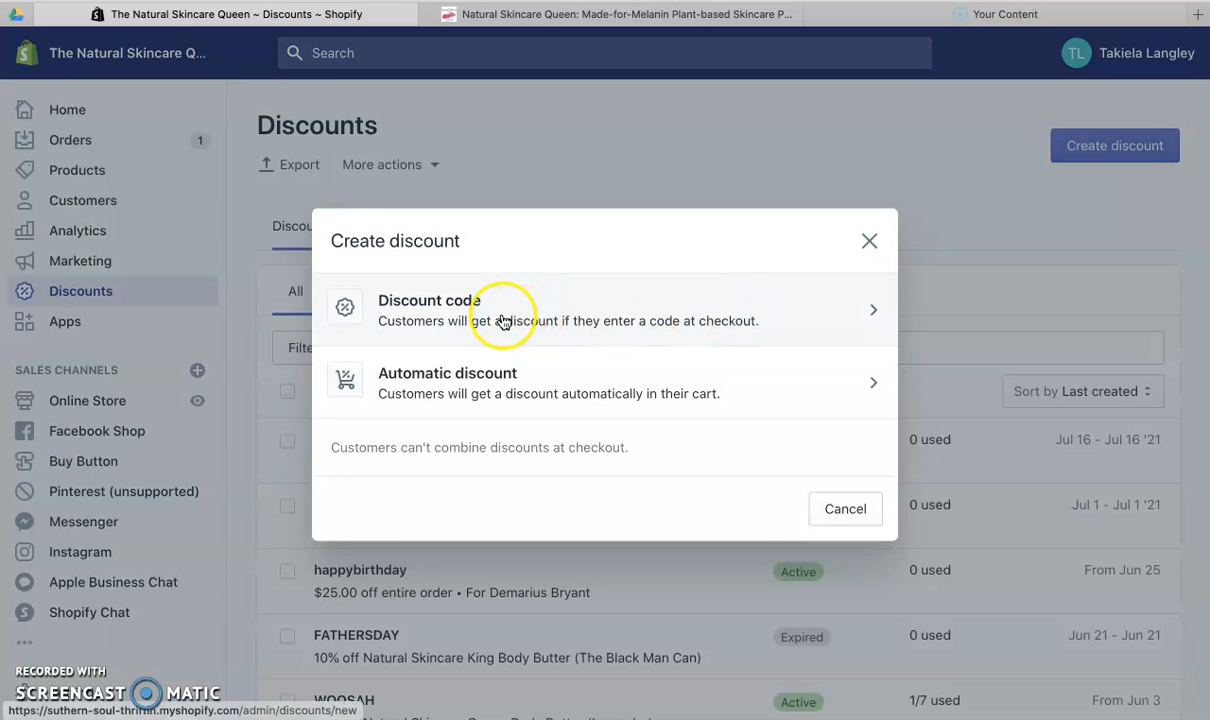 The Natural Skincare Queen ~ Discounts ~ Shopify
Natural Skincare Queen: Made-for-Melanin Plant-based Skincare P...
Your Content
The Natural Skincare Q...
Search
TL
Takiela Langley
Home
Orders
1
Products
Customers
Analytics
Marketing
Discounts
Apps
SALES CHANNELS
Online Store
Facebook Shop
Buy Button
Pinterest (unsupported)
Messenger
Instagram
Apple Business Chat
Shopify Chat
Discounts
Export
More actions
Create discount
All
Sort by Last created
Create discount
Discount code
Customers will get a discount if they enter a code at checkout.
Automatic discount
Customers will get a discount automatically in their cart.
Customers can't combine discounts at checkout.
Cancel
0 used
Jul 16 - Jul 16 '21
0 used
Jul 1 - Jul 1 '21
happybirthday
Active
0 used
From Jun 25
$25.00 off entire order • For Demarius Bryant
FATHERSDAY
Expired
0 used
Jun 21 - Jun 21
10% off Natural Skincare King Body Butter (The Black Man Can)
WOOSAH
Active
1/7 used
From Jun 3
RECORDED WITH
SCREENCAST MATIC
https://suthern-soul-thriftin.myshopify.com/admin/discounts/new